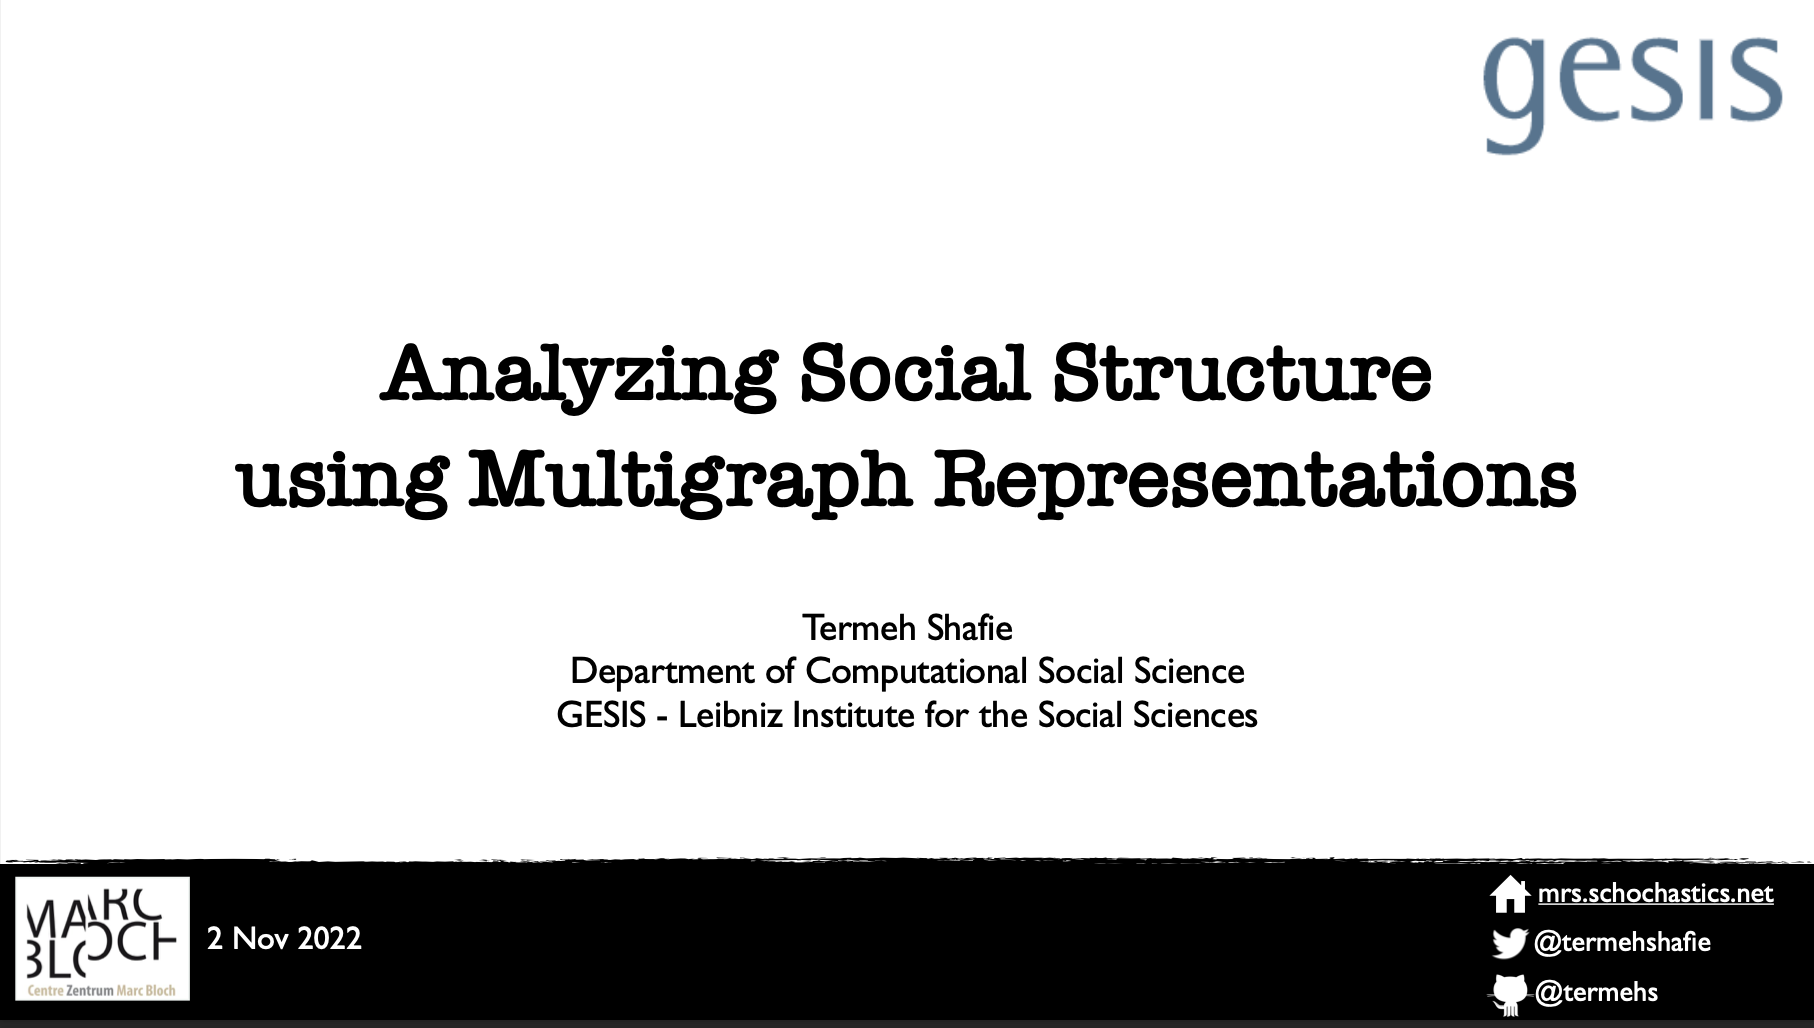 gesis
Analyzing Social Structure
using Multigraph Representations
Termeh Shafie
Department of Computational Social Science
GESIS - Leibniz Institute for the Social Sciences
MARC
BLOCH
Centre Zentrum Marc Bloch
2 Nov 2022
mrs.schochastics.net
@termehshafie
@termehs